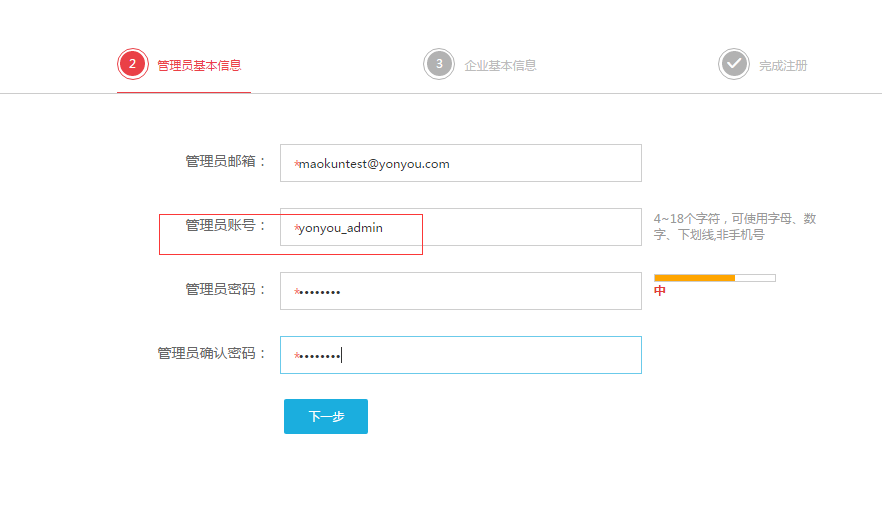 2 管理员基本信息 3 企业基本信息 完成注册
管理员邮箱： *maokuntest@yonyou.com
管理员账号： *yonyou_admin 4~18个字符，可使用字母、数
字、下划线,非手机号
管理员密码： *••••••••
中
管理员确认密码： *••••••••
下一步